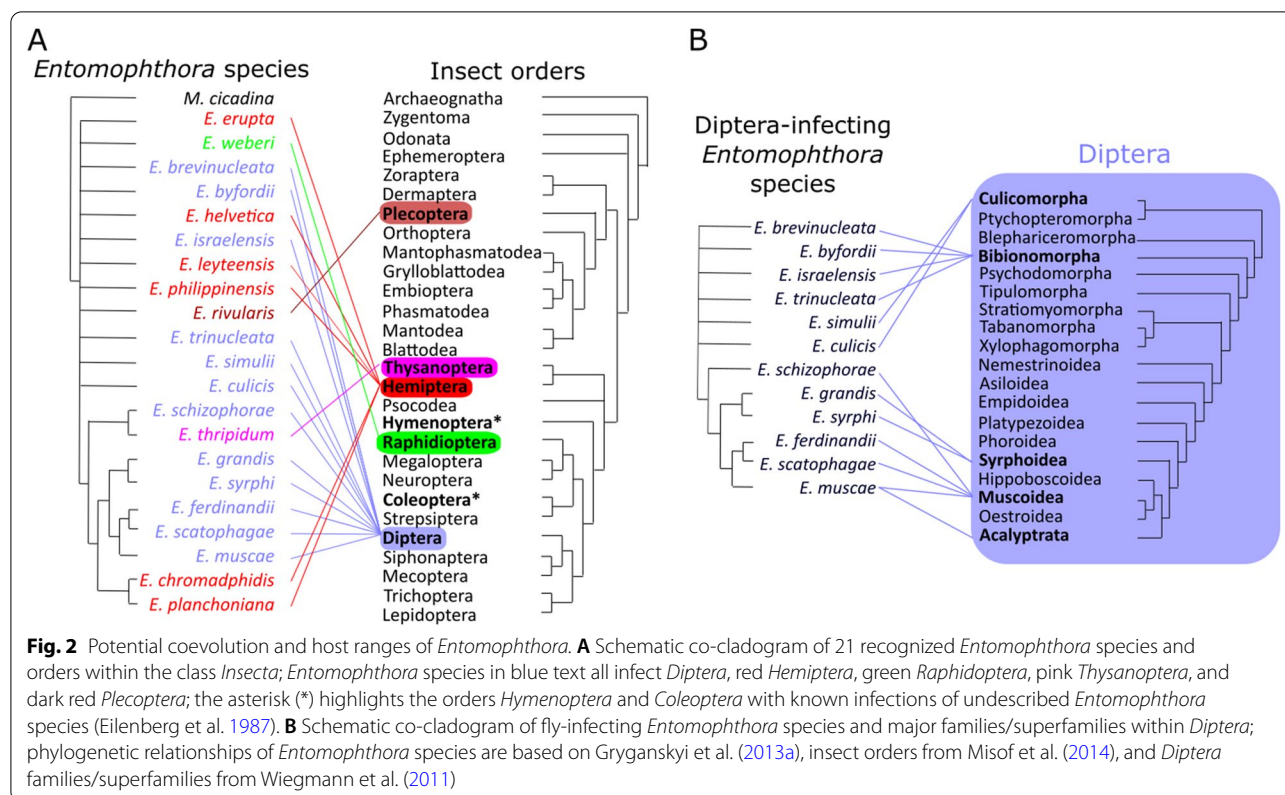 A
Entomophthora species
Insect orders
M. cicadina
E. erupta
E. weberi
E. brevinucleata
E. byfordii
E. helvetica
E. israelensis
E. leyteensis
E. philippinensis
E. rivularis
E. trinucleata
E. simulii
E. culicis
E. schizophorae
E. thripidum
E. grandis
E. syrphi
E. ferdinandii
E. scatophagae
E. muscae
E. chromadphidis
E. planchoniana
Archaeognatha
Zygentoma
Odonata
Ephemeroptera
Zoraptera
Dermaptera
Plecoptera
Orthoptera
Mantophasmatodea
Grylloblattodea
Embioptera
Phasmatodea
Mantodea
Blattodea
Thysanoptera
Hemiptera
Psocodea
Hymenoptera*
Raphidioptera
Megaloptera
Neuroptera
Coleoptera*
Strepsiptera
Diptera
Siphonaptera
Mecoptera
Trichoptera
Lepidoptera
B
Diptera-infecting
Entomophthora
species
Diptera
E. brevinucleata
E. byfordii
E. israelensis
E. trinucleata
E. simulii
E. culicis
E. schizophorae
E. grandis
E. syrphi
E. ferdinandii
E. scatophagae
E. muscae
Culicomorpha
Ptychopteromorpha
Blephariceromorpha
Bibionomorpha
Psychodomorpha
Tipulomorpha
Stratiomyomorpha
Tabanomorpha
Xylophagomorpha
Nemestrinoidea
Asiloidea
Empidoidea
Platypezoidea
Phoroidea
Syrphoidea
Hippoboscoidea
Muscoidea
Oestroidea
Acalyptrata
Fig. 2 Potential coevolution and host ranges of Entomophthora. A Schematic co-cladogram of 21 recognized Entomophthora species and
orders within the class Insecta; Entomophthora species in blue text all infect Diptera, red Hemiptera, green Raphidoptera, pink Thysanoptera, and
dark red Plecoptera; the asterisk (*) highlights the orders Hymenoptera and Coleoptera with known infections of undescribed Entomophthora
species (Eilenberg et al. 1987). B Schematic co-cladogram of fly-infecting Entomophthora species and major families/superfamilies within Diptera;
phylogenetic relationships of Entomophthora species are based on Gryganskyi et al. (2013a), insect orders from Misof et al. (2014), and Diptera
families/superfamilies from Wiegmann et al. (2011)